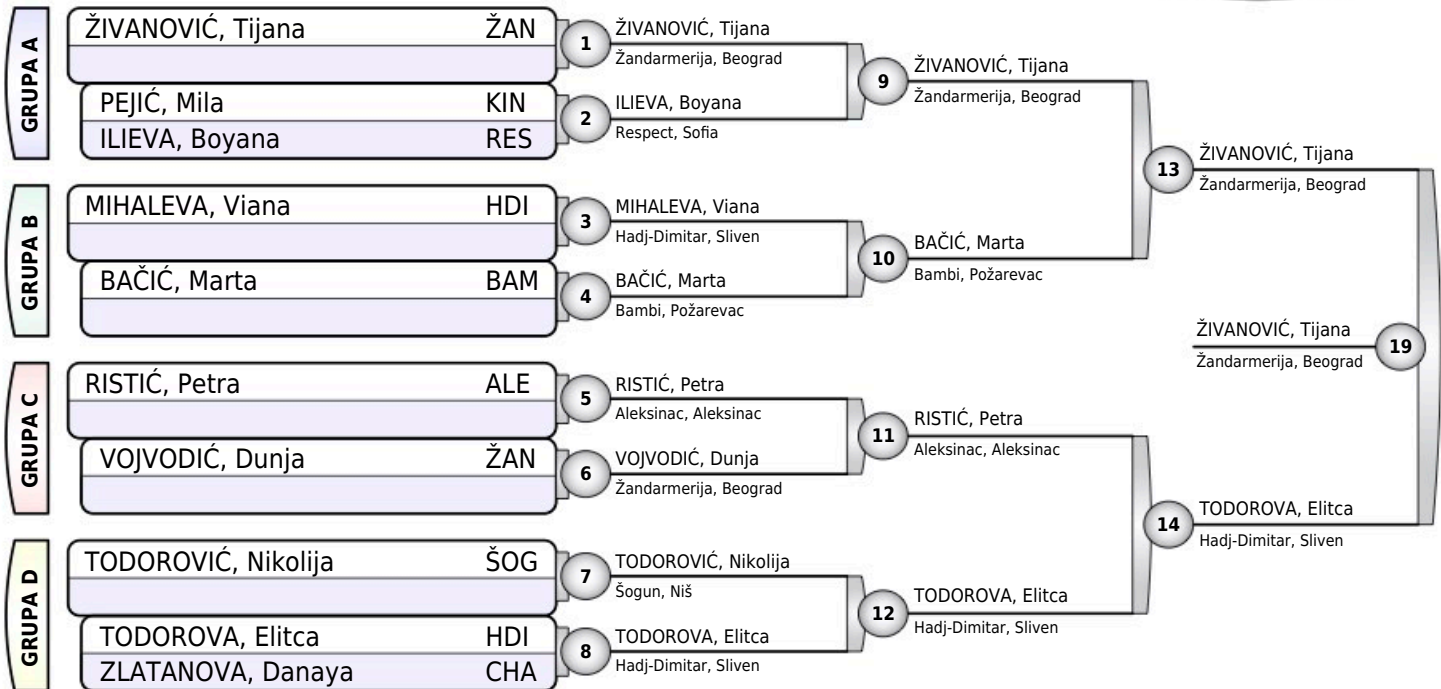 GRUPA A
ŽIVANOVIĆ, Tijana ŽAN
PEJIĆ, Mila KIN
ILIEVA, Boyana RES
GRUPA B
MIHALEVA, Viana HDI
BAČIĆ, Marta BAM
GRUPA C
RISTIĆ, Petra ALE
VOJVODIĆ, Dunja ŽAN
GRUPA D
TODOROVIĆ, Nikolija ŠOG
TODOROVA, Elitca HDI
ZLATANOVA, Danaya CHA
1
ŽIVANOVIĆ, Tijana
Žandarmerija, Beograd
2
ILIEVA, Boyana
Respect, Sofia
3
MIHALEVA, Viana
Hadj-Dimitar, Sliven
4
BAČIĆ, Marta
Bambi, Požarevac
5
RISTIĆ, Petra
Aleksinac, Aleksinac
6
VOJVODIĆ, Dunja
Žandarmerija, Beograd
7
TODOROVIĆ, Nikolija
Šogun, Niš
8
TODOROVA, Elitca
Hadj-Dimitar, Sliven
9
ŽIVANOVIĆ, Tijana
Žandarmerija, Beograd
10
BAČIĆ, Marta
Bambi, Požarevac
11
RISTIĆ, Petra
Aleksinac, Aleksinac
12
TODOROVA, Elitca
Hadj-Dimitar, Sliven
13
ŽIVANOVIĆ, Tijana
Žandarmerija, Beograd
14
TODOROVA, Elitca
Hadj-Dimitar, Sliven
ŽIVANOVIĆ, Tijana
Žandarmerija, Beograd
19